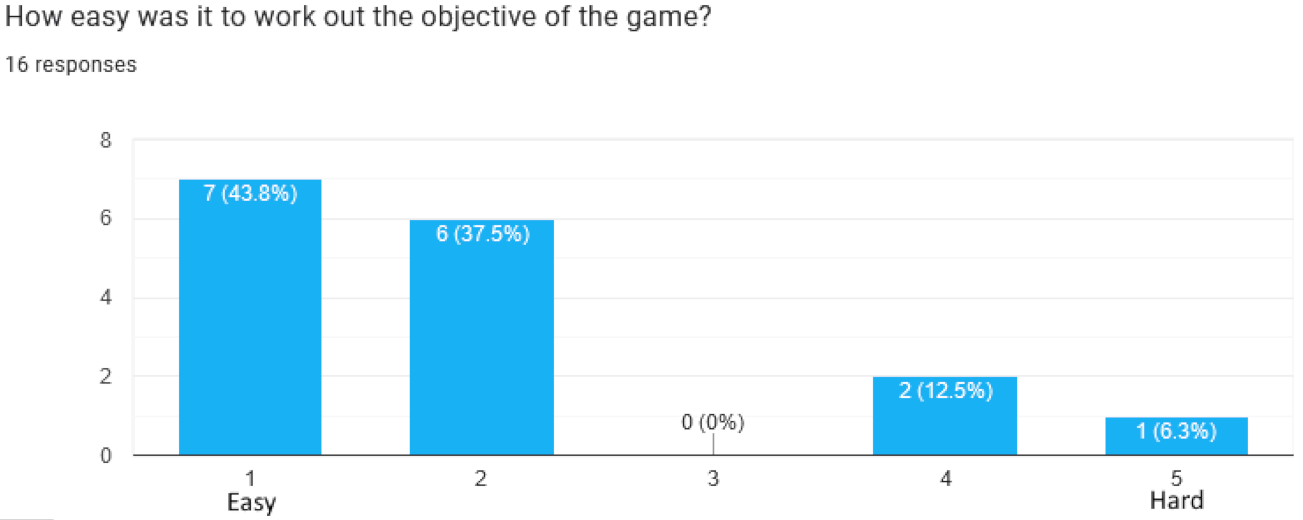 How easy was it to work out the objective of the game?
16 responses
8
7 (43.8%)
6
6 (37.5%)
4
2
2 (12.5%)
0 (0%)
1 (6.3%)
0
1 2 3 4 5
Easy Hard